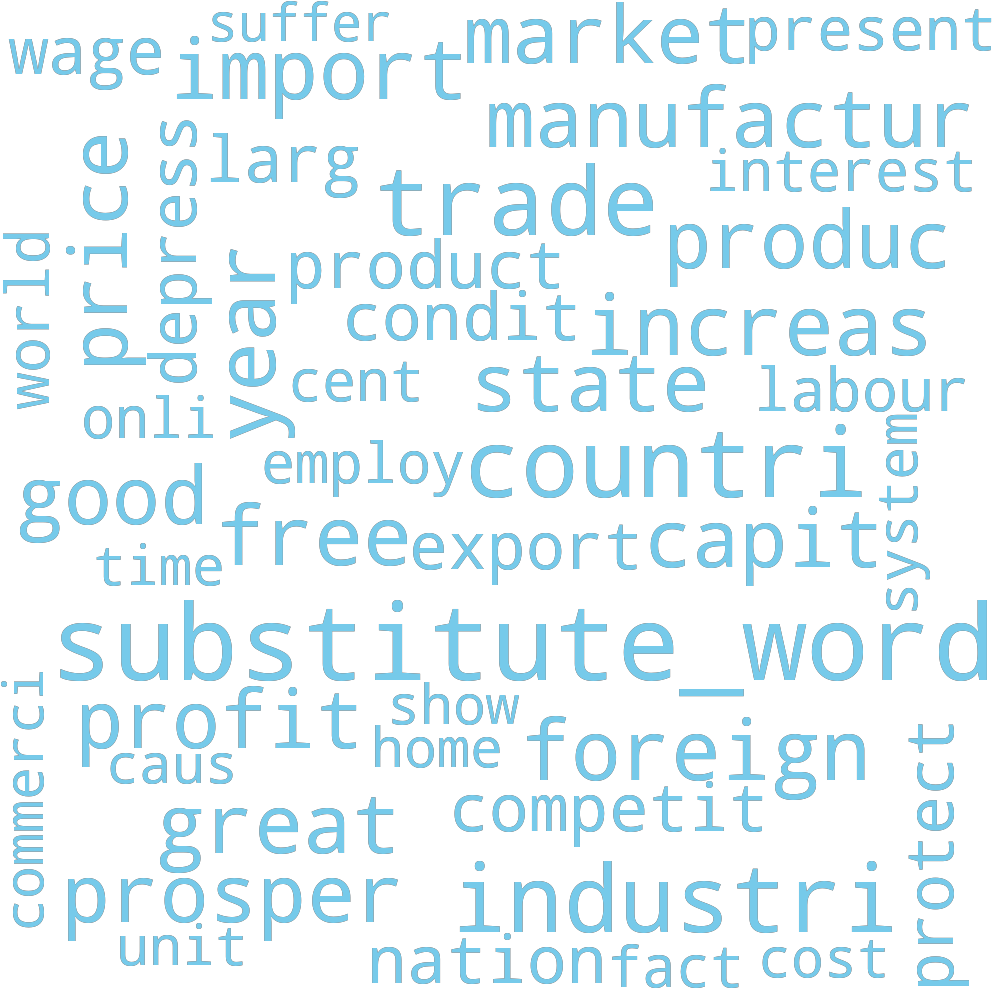 suffer
market
present
wage
import
manufactur
price
depress
larg
interest
trade
produc
world
product
year
condit
increas
cent
state
labour
onli
employ
countri
system
good
free
export
capit
time
substitute_word
commerci
profit
show
home
foreign
caus
protect
competit
great
prosper
industri
unit
nation
fact
cost